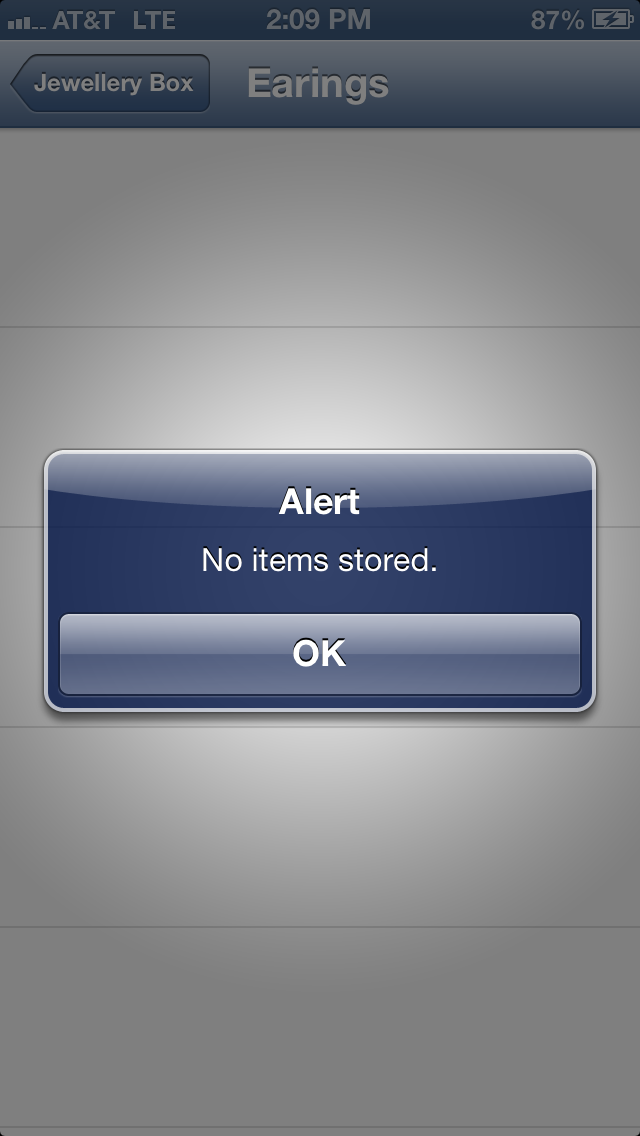 AT&T LTE 2:09 PM 87%
Jewellery Box Earings
Alert
No items stored.
OK